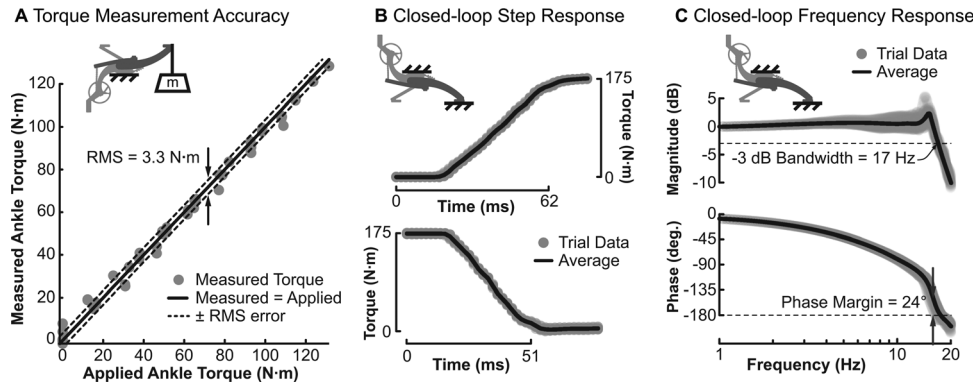 A Torque Measurement Accuracy
120
100
80
60
40
20
0
0 20 40 60 80 100 120
Measured Ankle Torque (N·m)
Applied Ankle Torque (N·m)
m
RMS = 3.3 N·m
Measured Torque
Measured = Applied
± RMS error
B Closed-loop Step Response
175
0
Torque (N·m)
0 62
Time (ms)
175
0
Torque (N·m)
Trial Data
Average
0 51
Time (ms)
C Closed-loop Frequency Response
Trial Data
Average
5
0
-5
-10
Magnitude (dB)
-3 dB Bandwidth = 17 Hz
0
-45
-90
-135
-180
Phase (deg.)
Phase Margin = 24°
1 10 20
Frequency (Hz)